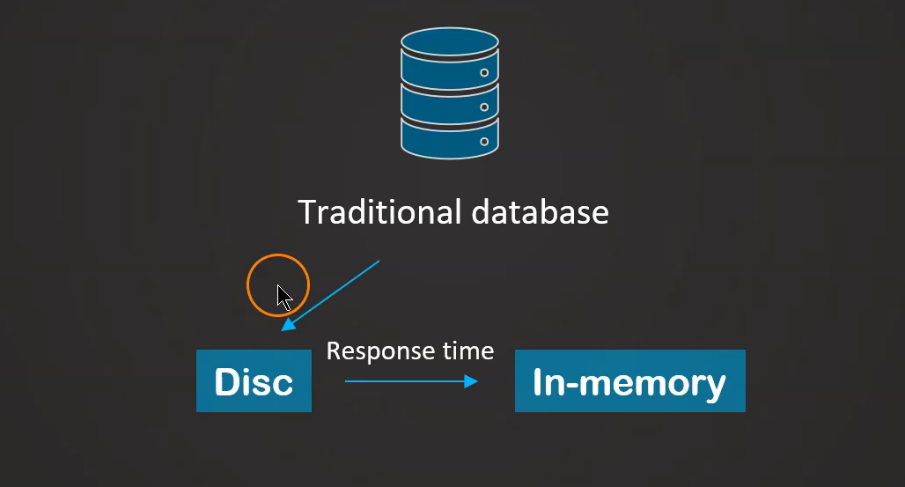 Traditional database
Response time
Disc
In-memory